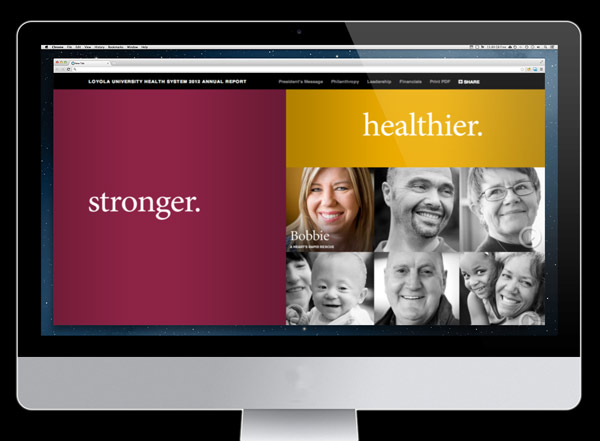 Chrome File Edit View History Bookmarks Window Help
LOYOLA UNIVERSITY HEALTH SYSTEM 2012 ANNUAL REPORT President's Message Philanthropy Leadership Financials Print PDF SHARE
healthier.
stronger.
Bobbie
A HEART'S RAPID RESCUE